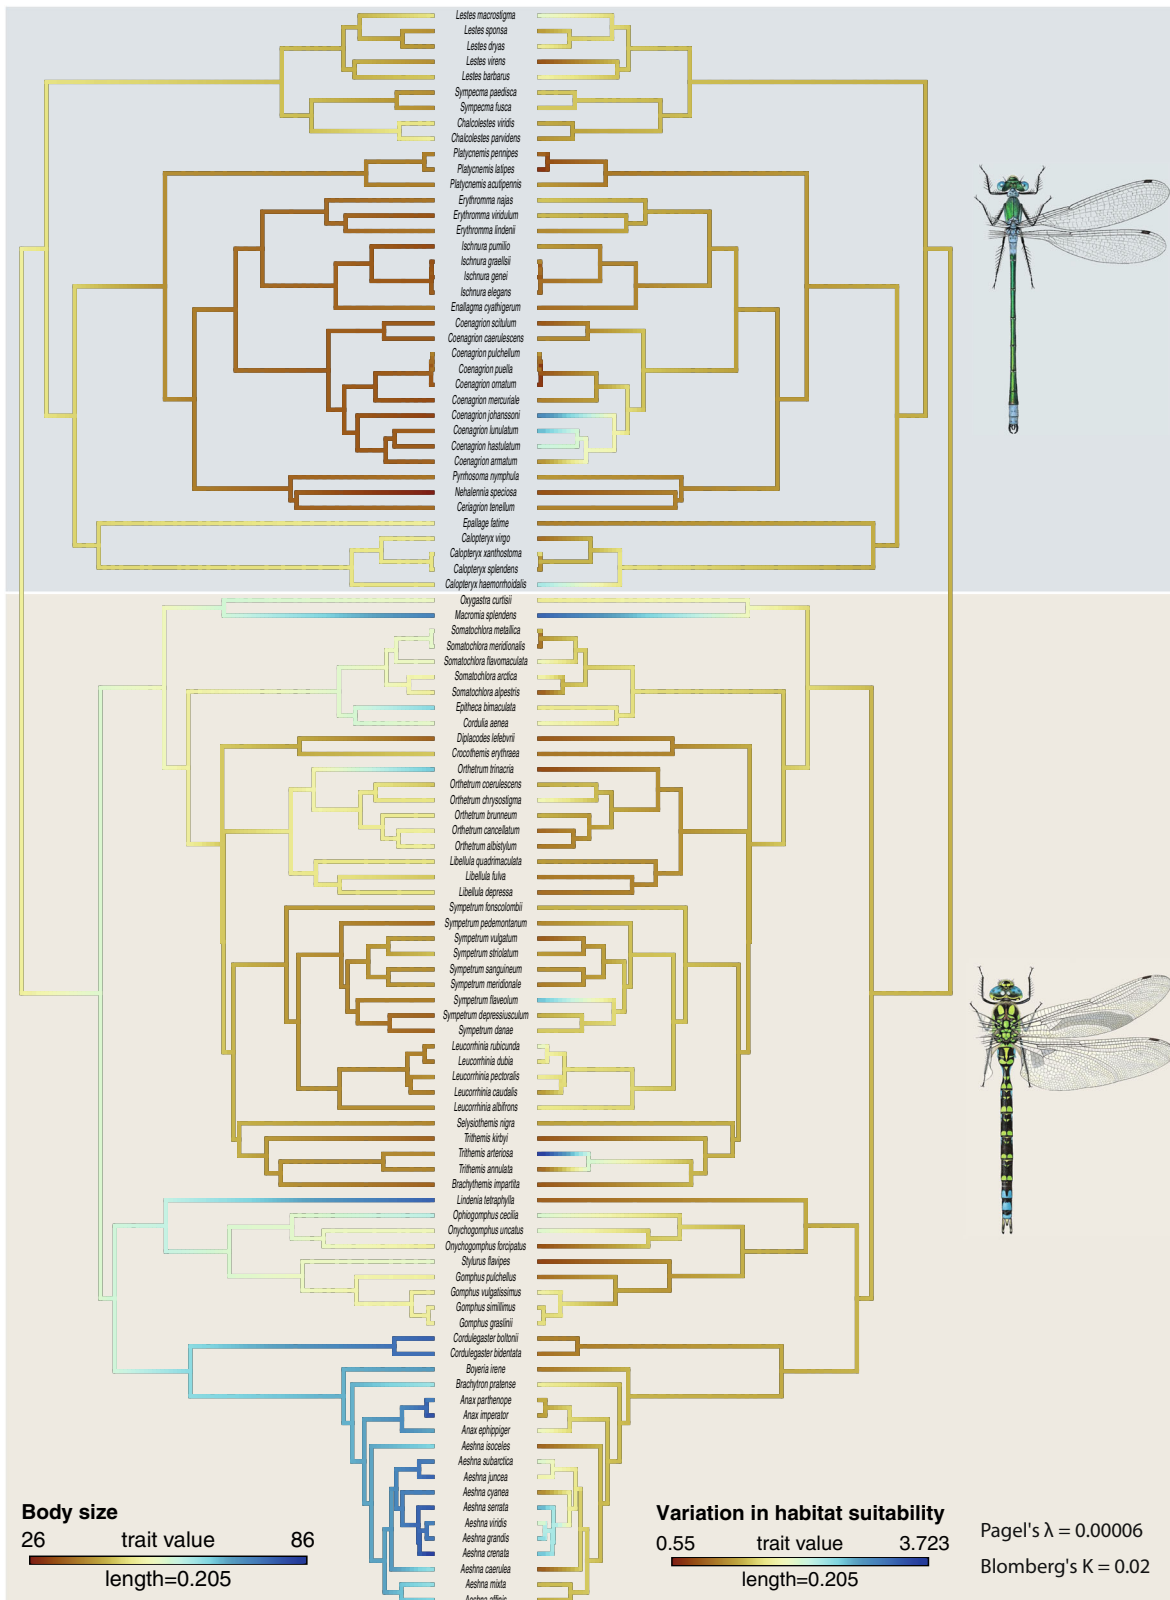 Lestes macrostigma
Lestes sponsa
Lestes dryas
Lestes virens
Lestes barbarus
Sympecma paedisca
Sympecma fusca
Chalcolestes viridis
Chalcolestes parvidens
Platycnemis pennipes
Platycnemis latipes
Platycnemis acutipennis
Erythromma najas
Erythromma viridulum
Erythromma lindenii
Ischnura pumilio
Ischnura graellsii
Ischnura genei
Ischnura elegans
Enallagma cyathigerum
Coenagrion scitulum
Coenagrion caerulescens
Coenagrion pulchellum
Coenagrion puella
Coenagrion ornatum
Coenagrion mercuriale
Coenagrion johanssoni
Coenagrion lunulatum
Coenagrion hastulatum
Coenagrion armatum
Pyrrhosoma nymphula
Nehalennia speciosa
Ceriagrion tenellum
Epallage fatime
Calopteryx virgo
Calopteryx xanthostoma
Calopteryx splendens
Calopteryx haemorrhoidalis
Oxygastra curtisii
Macromia splendens
Somatochlora metallica
Somatochlora meridionalis
Somatochlora flavomaculata
Somatochlora arctica
Somatochlora alpestris
Epitheca bimaculata
Cordulia aenea
Diplacodes lefebvrii
Crocothemis erythraea
Orthetrum trinacria
Orthetrum coerulescens
Orthetrum chrysostigma
Orthetrum brunneum
Orthetrum cancellatum
Orthetrum albistylum
Libellula quadrimaculata
Libellula fulva
Libellula depressa
Sympetrum fonscolombii
Sympetrum pedemontanum
Sympetrum vulgatum
Sympetrum striolatum
Sympetrum sanguineum
Sympetrum meridionale
Sympetrum flaveolum
Sympetrum depressiusculum
Sympetrum danae
Leucorrhinia rubicunda
Leucorrhinia dubia
Leucorrhinia pectoralis
Leucorrhinia caudalis
Leucorrhinia albifrons
Selysiothemis nigra
Trithemis kirbyi
Trithemis arteriosa
Trithemis annulata
Brachythemis impartita
Lindenia tetraphylla
Ophiogomphus cecilia
Onychogomphus uncatus
Onychogomphus forcipatus
Stylurus flavipes
Gomphus pulchellus
Gomphus vulgatissimus
Gomphus simillimus
Gomphus graslinii
Cordulegaster boltonii
Cordulegaster bidentata
Boyeria irene
Brachytron pratense
Anax parthenope
Anax imperator
Anax ephippiger
Aeshna isoceles
Aeshna subarctica
Aeshna juncea
Aeshna cyanea
Aeshna serrata
Aeshna viridis
Aeshna grandis
Aeshna crenata
Aeshna caerulea
Aeshna mixta
Aeshna affinis
Body size
26 trait value 86
length=0.205
Variation in habitat suitability
0.55 trait value 3.723
length=0.205
Pagel's λ = 0.00006
Blomberg's K = 0.02